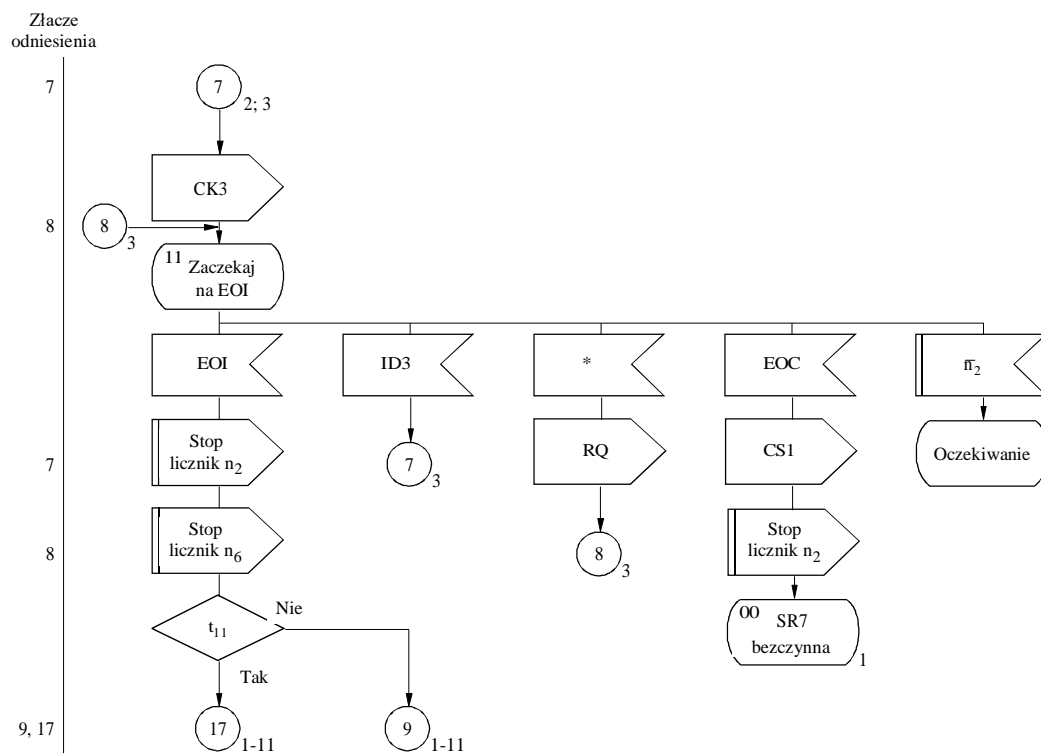 Złacze
odniesienia
7
7
2; 3
CK3
8
8
3
11
Zaczekaj
na EOI
EOI
ID3
*
EOC
n̅2
Stop
licznik n2
7
3
RQ
CS1
Oczekiwanie
7
Stop
licznik n6
8
3
Stop
licznik n2
8
t11
Nie
Tak
00
SR7
bezczynna
1
9, 17
17
1-11
9
1-11